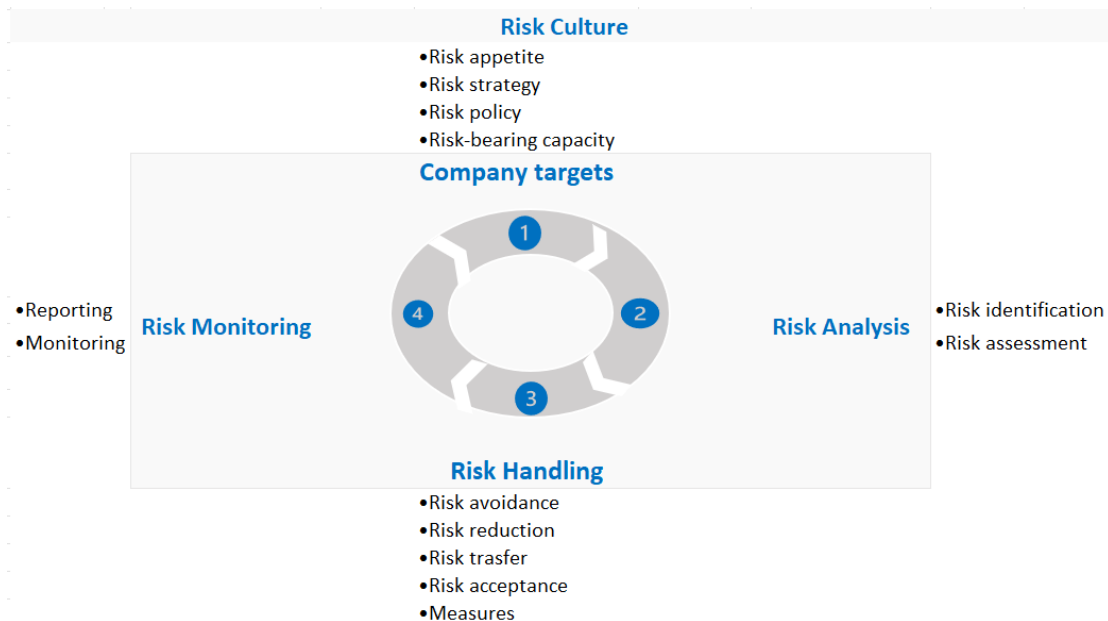 Risk Culture
•Risk appetite
•Risk strategy
•Risk policy
•Risk-bearing capacity
Company targets
1
2
3
4
•Reporting
•Monitoring
Risk Monitoring
Risk Analysis
•Risk identification
•Risk assessment
Risk Handling
•Risk avoidance
•Risk reduction
•Risk trasfer
•Risk acceptance
•Measures